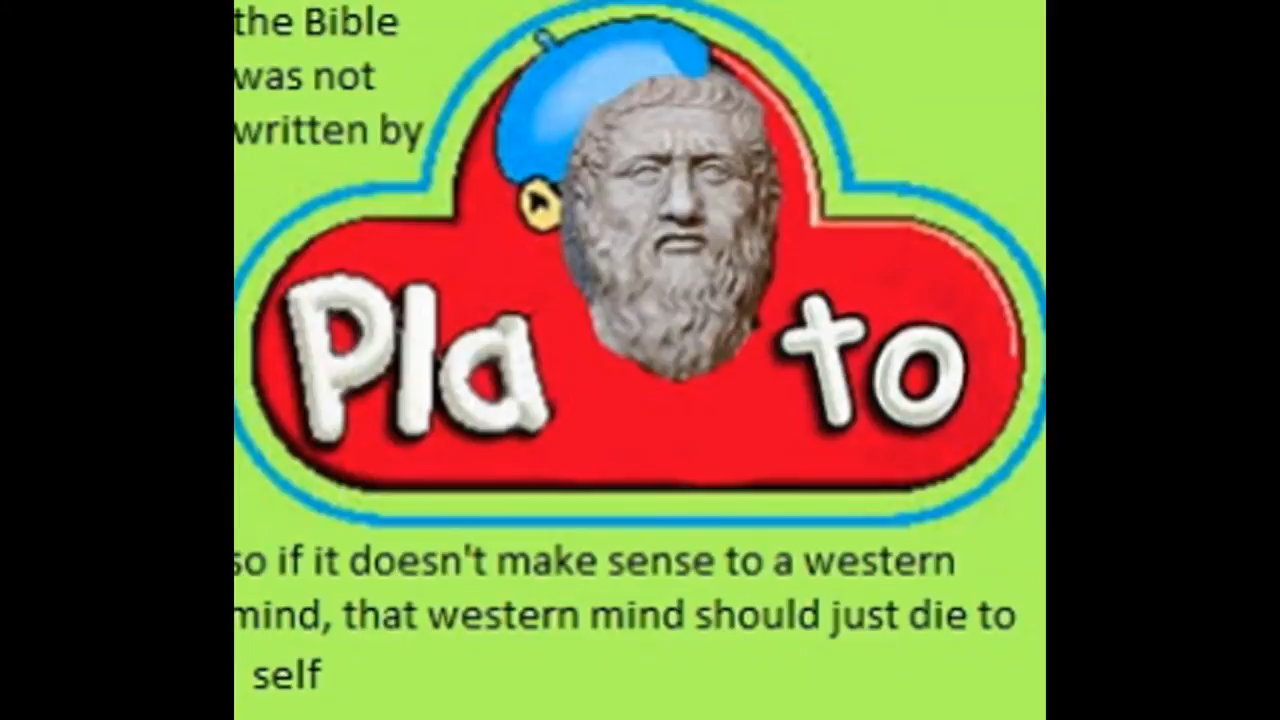 the Bible
was not
written by
Pla to
so if it doesn't make sense to a western
mind, that western mind should just die to
self